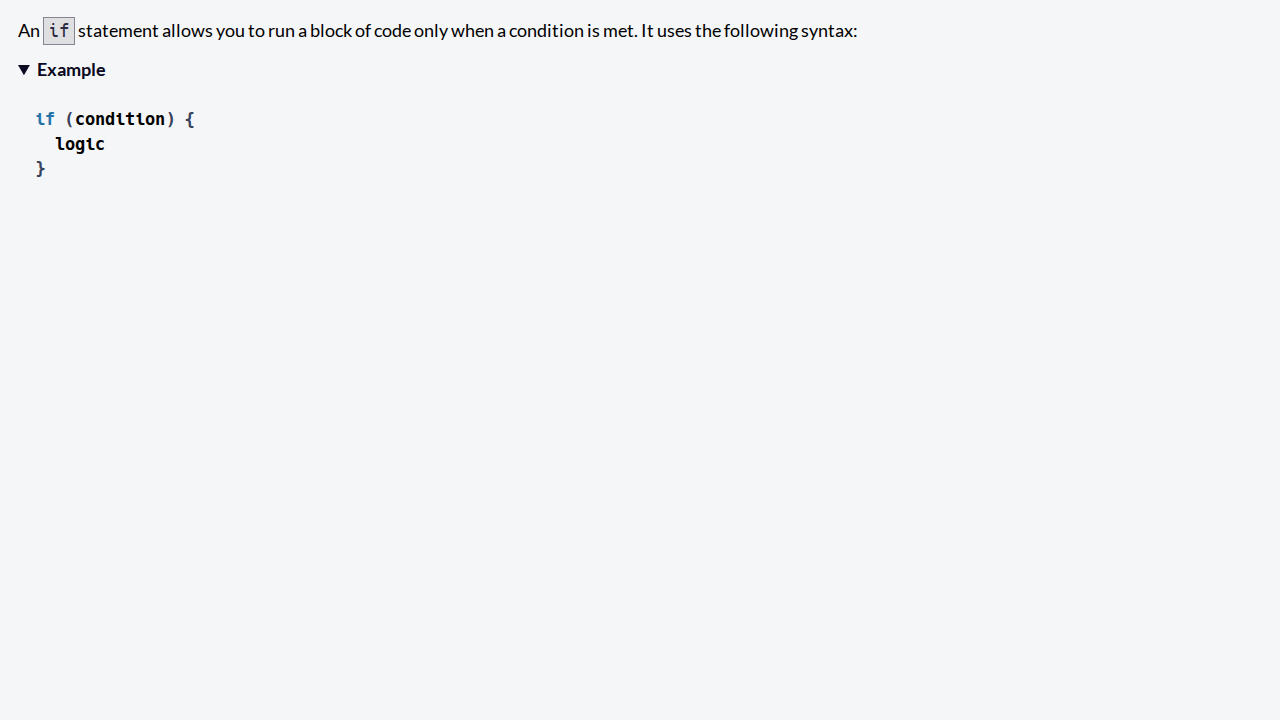 An if statement allows you to run a block of code only when a condition is met. It uses the following syntax:
Example
if (condition) {
  logic
}